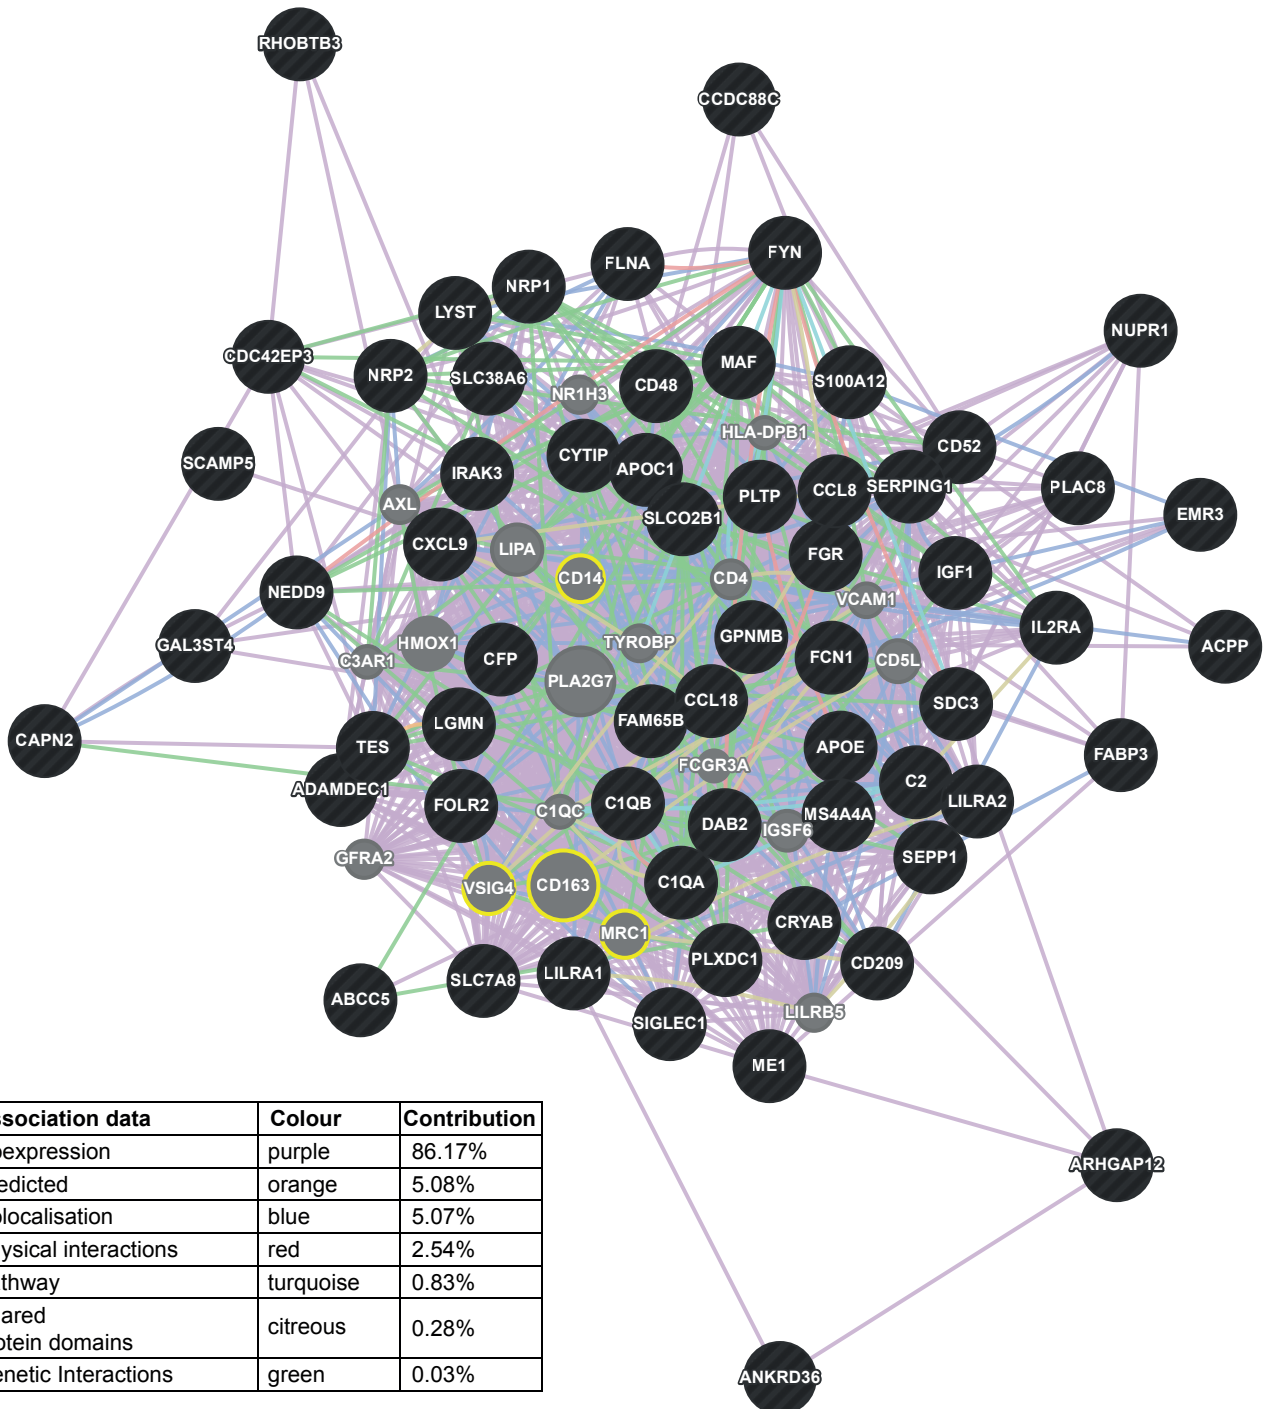 RHOBTB3
CCDC88C
FYN
FLNA
NRP1
LYST
NUPR1
CDC42EP3
NRP2
SLC38A6
NR1H3
CD48
MAF
S100A12
HLA-DPB1
CD52
SCAMP5
IRAK3
CYTIP
APOC1
PLTP
CCL8
SERPING1
PLAC8
EMR3
AXL
SLCO2B1
CXCL9
LIPA
FGR
IGF1
CD14
CD4
VCAM1
NEDD9
IL2RA
GAL3ST4
HMOX1
TYROBP
GPNMB
ACPP
C3AR1
CFP
FCN1
CD5L
PLA2G7
CCL18
SDC3
LGMN
FAM65B
CAPN2
TES
APOE
FABP3
FCGR3A
C2
ADAMDEC1
FOLR2
C1QC
C1QB
DAB2
MS4A4A
LILRA2
IGSF6
GFRA2
SEPP1
VSIG4
CD163
C1QA
CRYAB
MRC1
PLXDC1
CD209
SLC7A8
LILRA1
ABCC5
SIGLEC1
LILRB5
ME1
ARHGAP12
ANKRD36
ssociation data Colour Contribution
oexpression purple 86.17%
edicted orange 5.08%
olocalisation blue 5.07%
ysical interactions red 2.54%
thway turquoise 0.83%
ared
otein domains citreous 0.28%
enetic Interactions green 0.03%